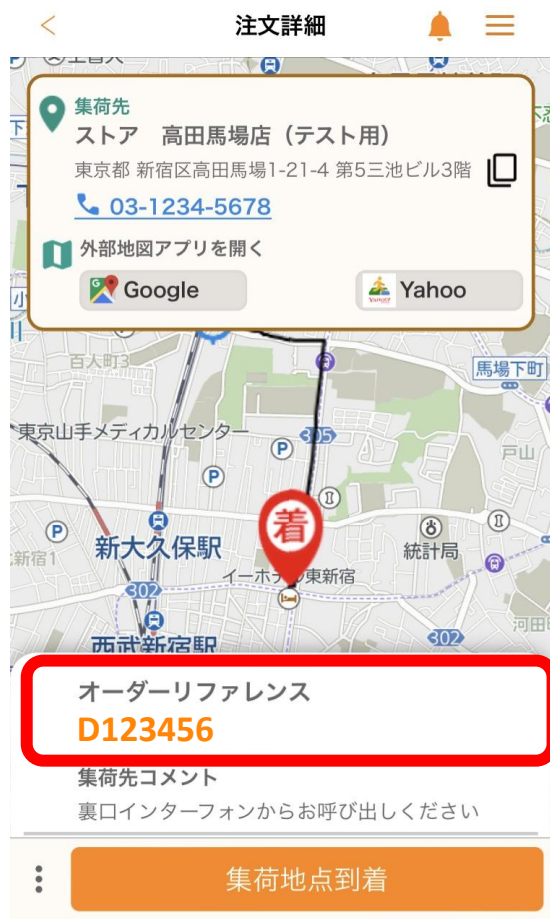 注文詳細
集荷先
ストア 高田馬場店（テスト用）
東京都 新宿区高田馬場1-21-4 第5三池ビル3階
03-1234-5678
外部地図アプリを開く
Google
Yahoo
百人町3
馬場下町
東京山手メディカルセンター
305
P
P
戸山
着
P
新大久保駅
統計局
新宿1
イーホテル東新宿
302
河田町
302
西武新宿駅
オーダーリファレンス
D123456
集荷先コメント
裏口インターフォンからお呼び出しください
集荷地点到着